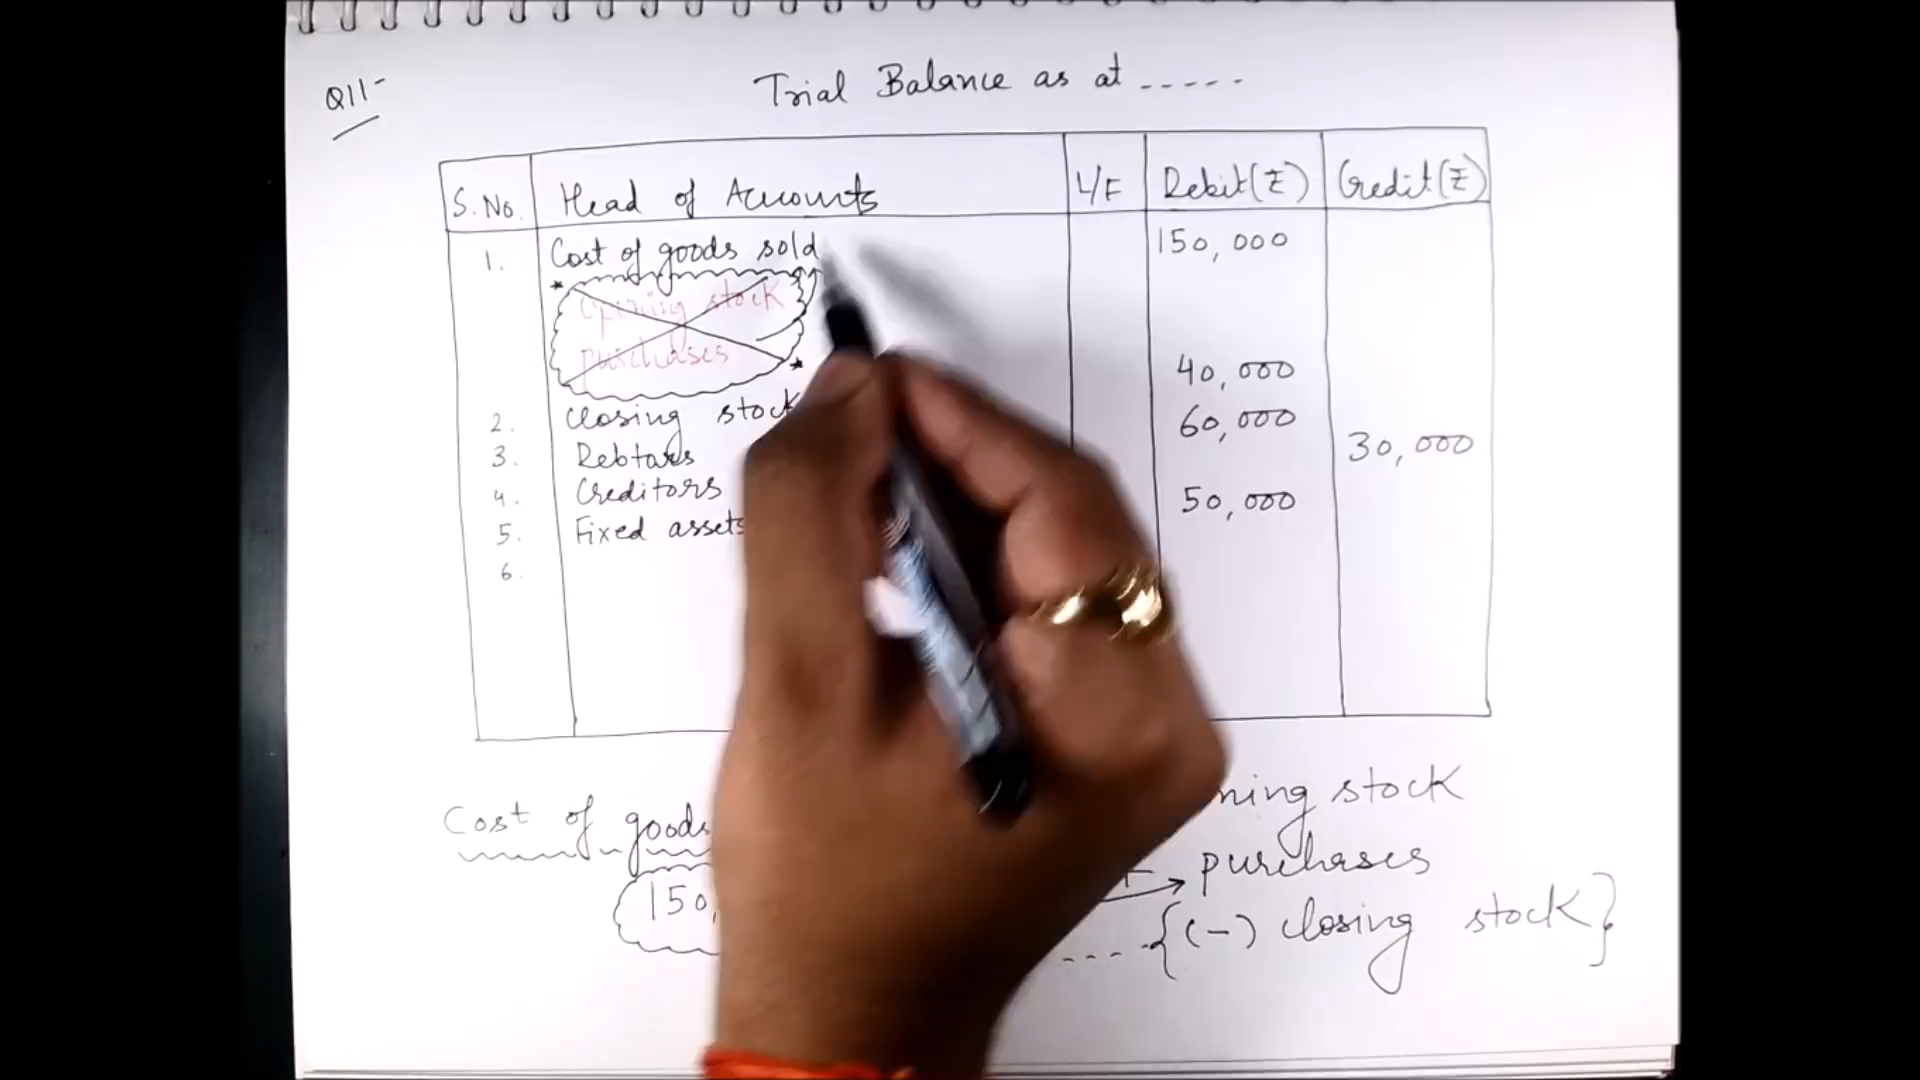 Q11-
Trial Balance as at -----
S. No. Head of Accounts L/F Debit(₹) Credit(₹)
1. Cost of goods sold 150,000
opening stock
purchases
40,000
2. Closing stock 60,000
3. Debtors 30,000
4. Creditors
5. Fixed assets 50,000
6.
Cost of goods ning stock
+ purchases
150, ---- {(-) closing stock}